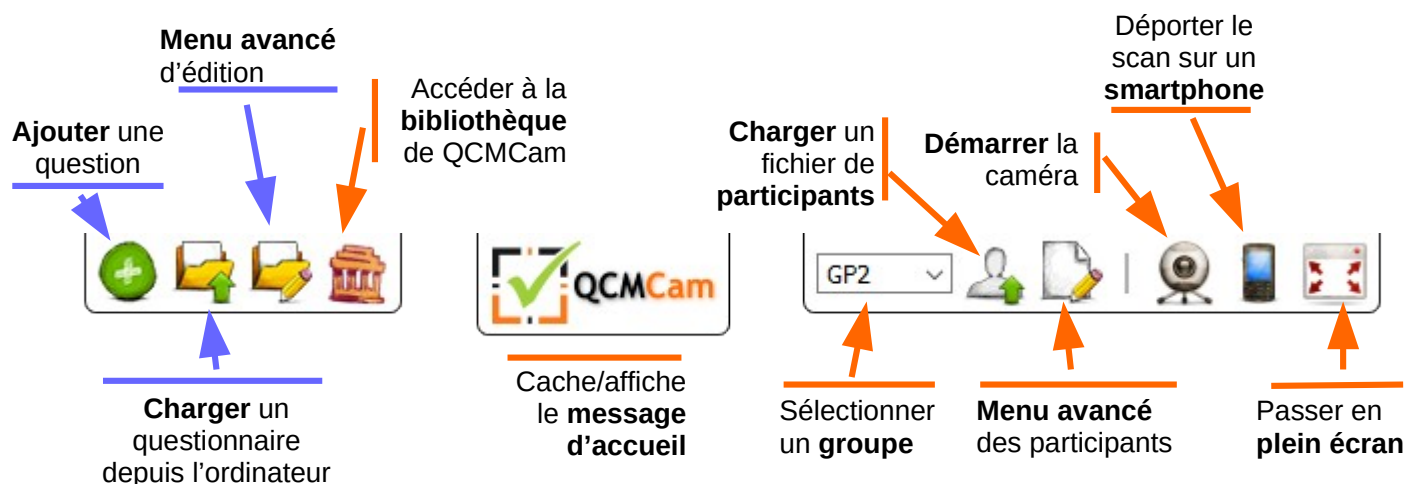 Menu avancé
d’édition
Ajouter une
question
Accéder à la
bibliothèque
de QCMCam
Charger un
fichier de
participants
Démarrer la
caméra
Déporter le
scan sur un
smartphone
QCMCam
GP2
Charger un
questionnaire
depuis l’ordinateur
Cache/affiche
le message
d’accueil
Sélectionner
un groupe
Menu avancé
des participants
Passer en
plein écran